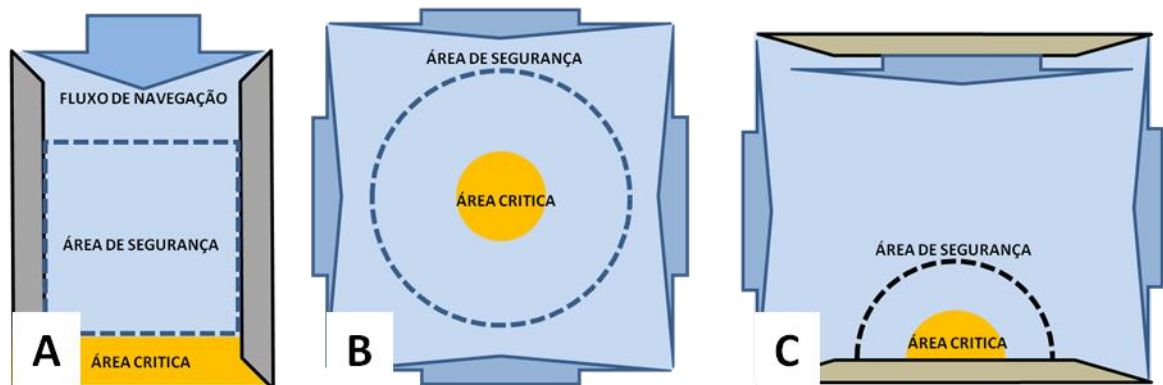 FLUXO DE NAVEGAÇÃO
ÁREA DE SEGURANÇA
ÁREA CRITICA
A
ÁREA DE SEGURANÇA
ÁREA CRITICA
B
ÁREA DE SEGURANÇA
ÁREA CRITICA
C